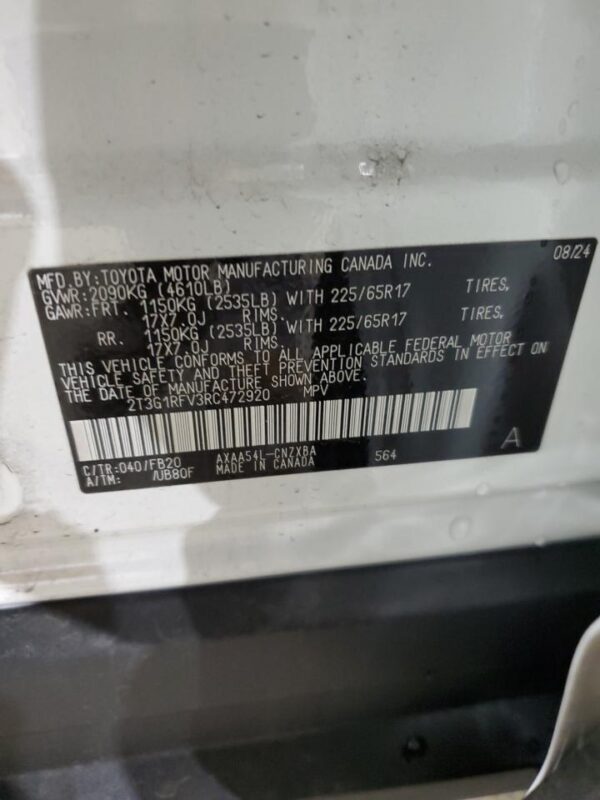 08/24
MFD.BY:TOYOTA MOTOR MANUFACTURING CANADA INC.
GVWR:2090KG (4610LB)
GAWR:FRT. 1150KG (2535LB) WITH 225/65R17 TIRES,
17X7.0J RIMS.
RR. 1150KG (2535LB) WITH 225/65R17 TIRES,
17X7.0J RIMS.
THIS VEHICLE CONFORMS TO ALL APPLICABLE FEDERAL MOTOR
VEHICLE SAFETY AND THEFT PREVENTION STANDARDS IN EFFECT ON
THE DATE OF MANUFACTURE SHOWN ABOVE.
2T3G1RFV3RC472920 MPV
C/TR:040/FB20 AXAA54L-CNZXBA 564 A
A/TM: /UB80F MADE IN CANADA